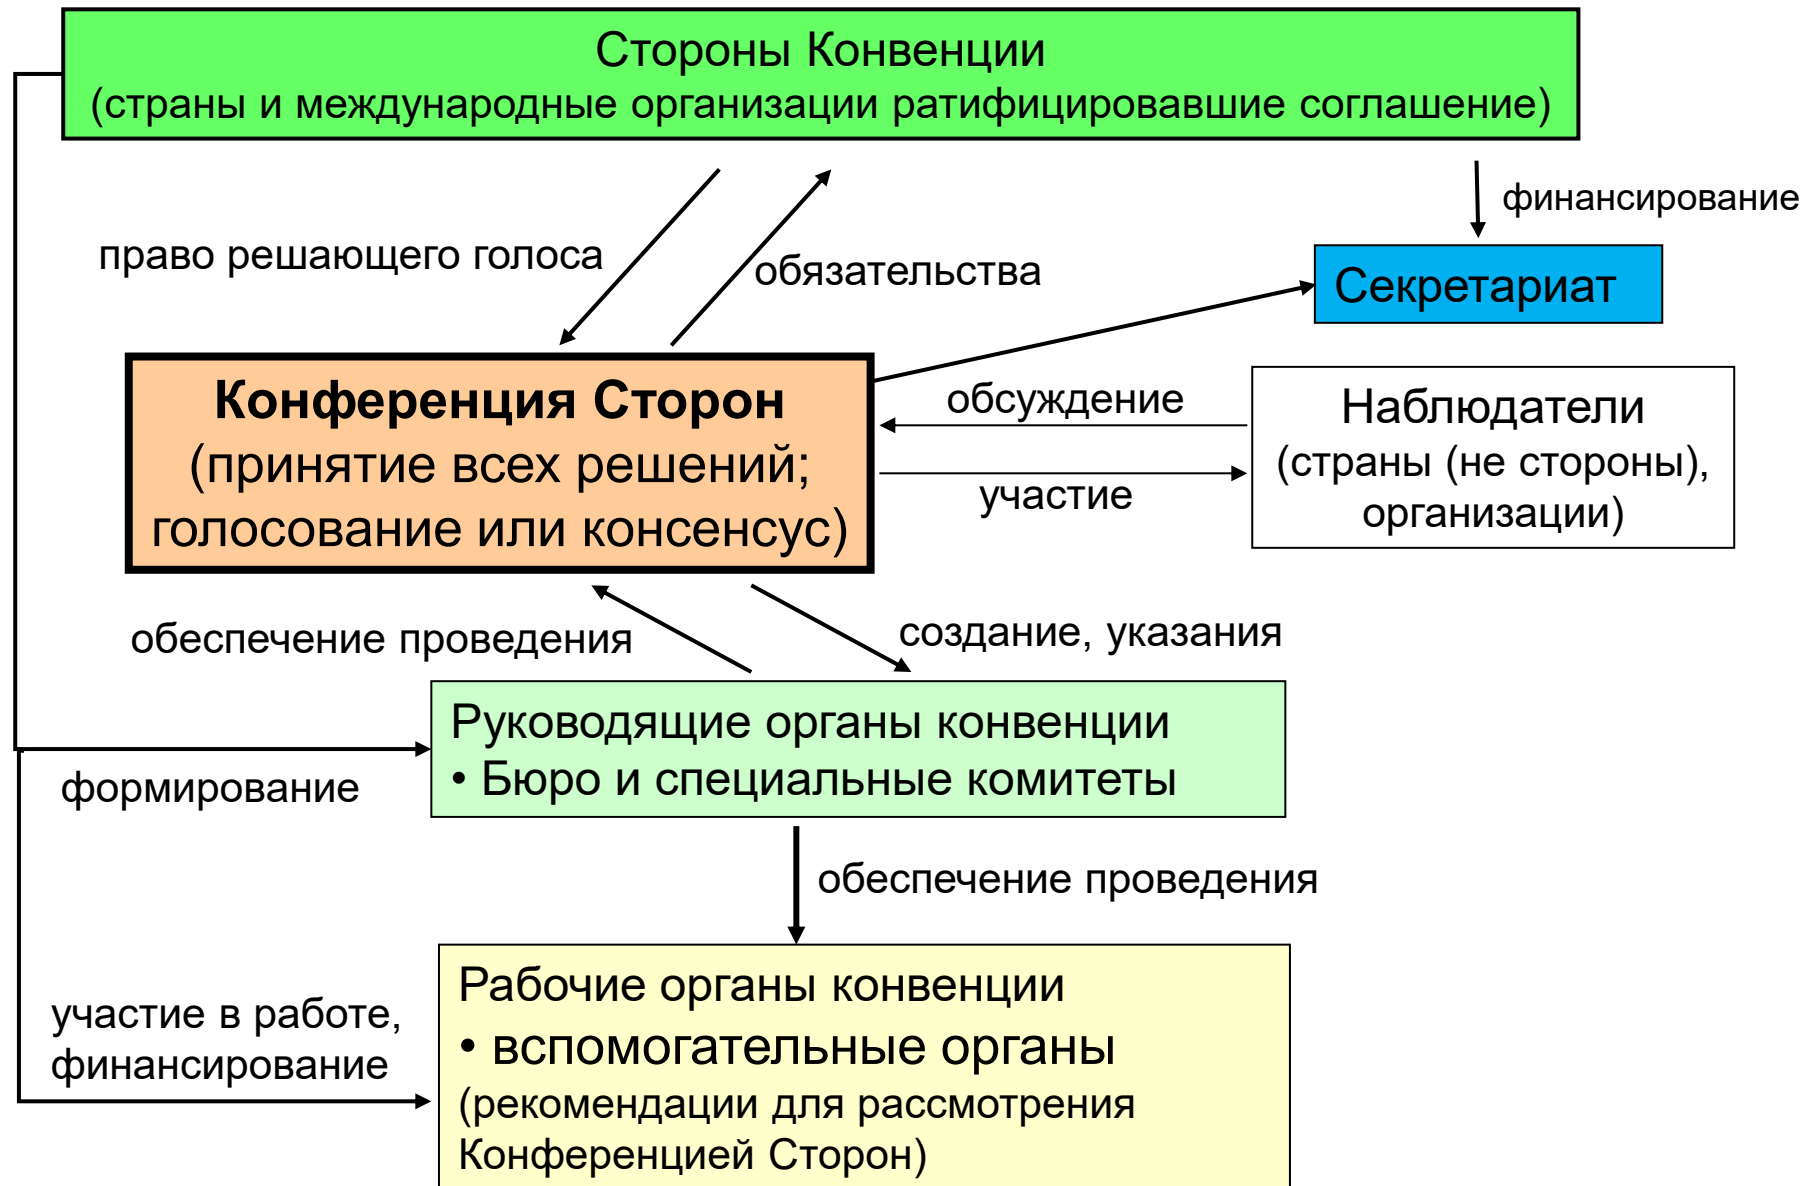 Стороны Конвенции
(страны и международные организации ратифицировавшие соглашение)
финансирование
право решающего голоса
обязательства
Секретариат
Конференция Сторон
(принятие всех решений;
голосование или консенсус)
обсуждение
участие
Наблюдатели
(страны (не стороны),
организации)
обеспечение проведения
создание, указания
Руководящие органы конвенции
• Бюро и специальные комитеты
формирование
обеспечение проведения
участие в работе,
финансирование
Рабочие органы конвенции
• вспомогательные органы
(рекомендации для рассмотрения
Конференцией Сторон)